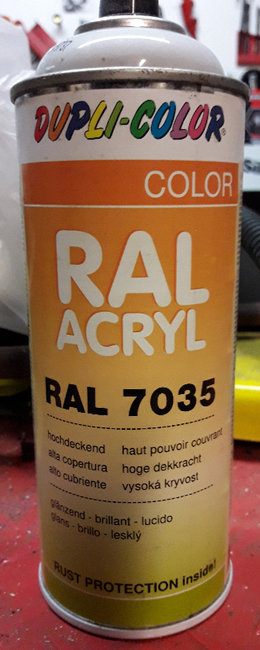 DUPLI-COLOR®
COLOR
RAL
ACRYL
RAL 7035
hochdeckend haut pouvoir couvrant
alta copertura hoge dekkracht
alto cubriente vysoká kryvost
glänzend - brillant - lucido
glans - brillo - lesklý
RUST PROTECTION inside!